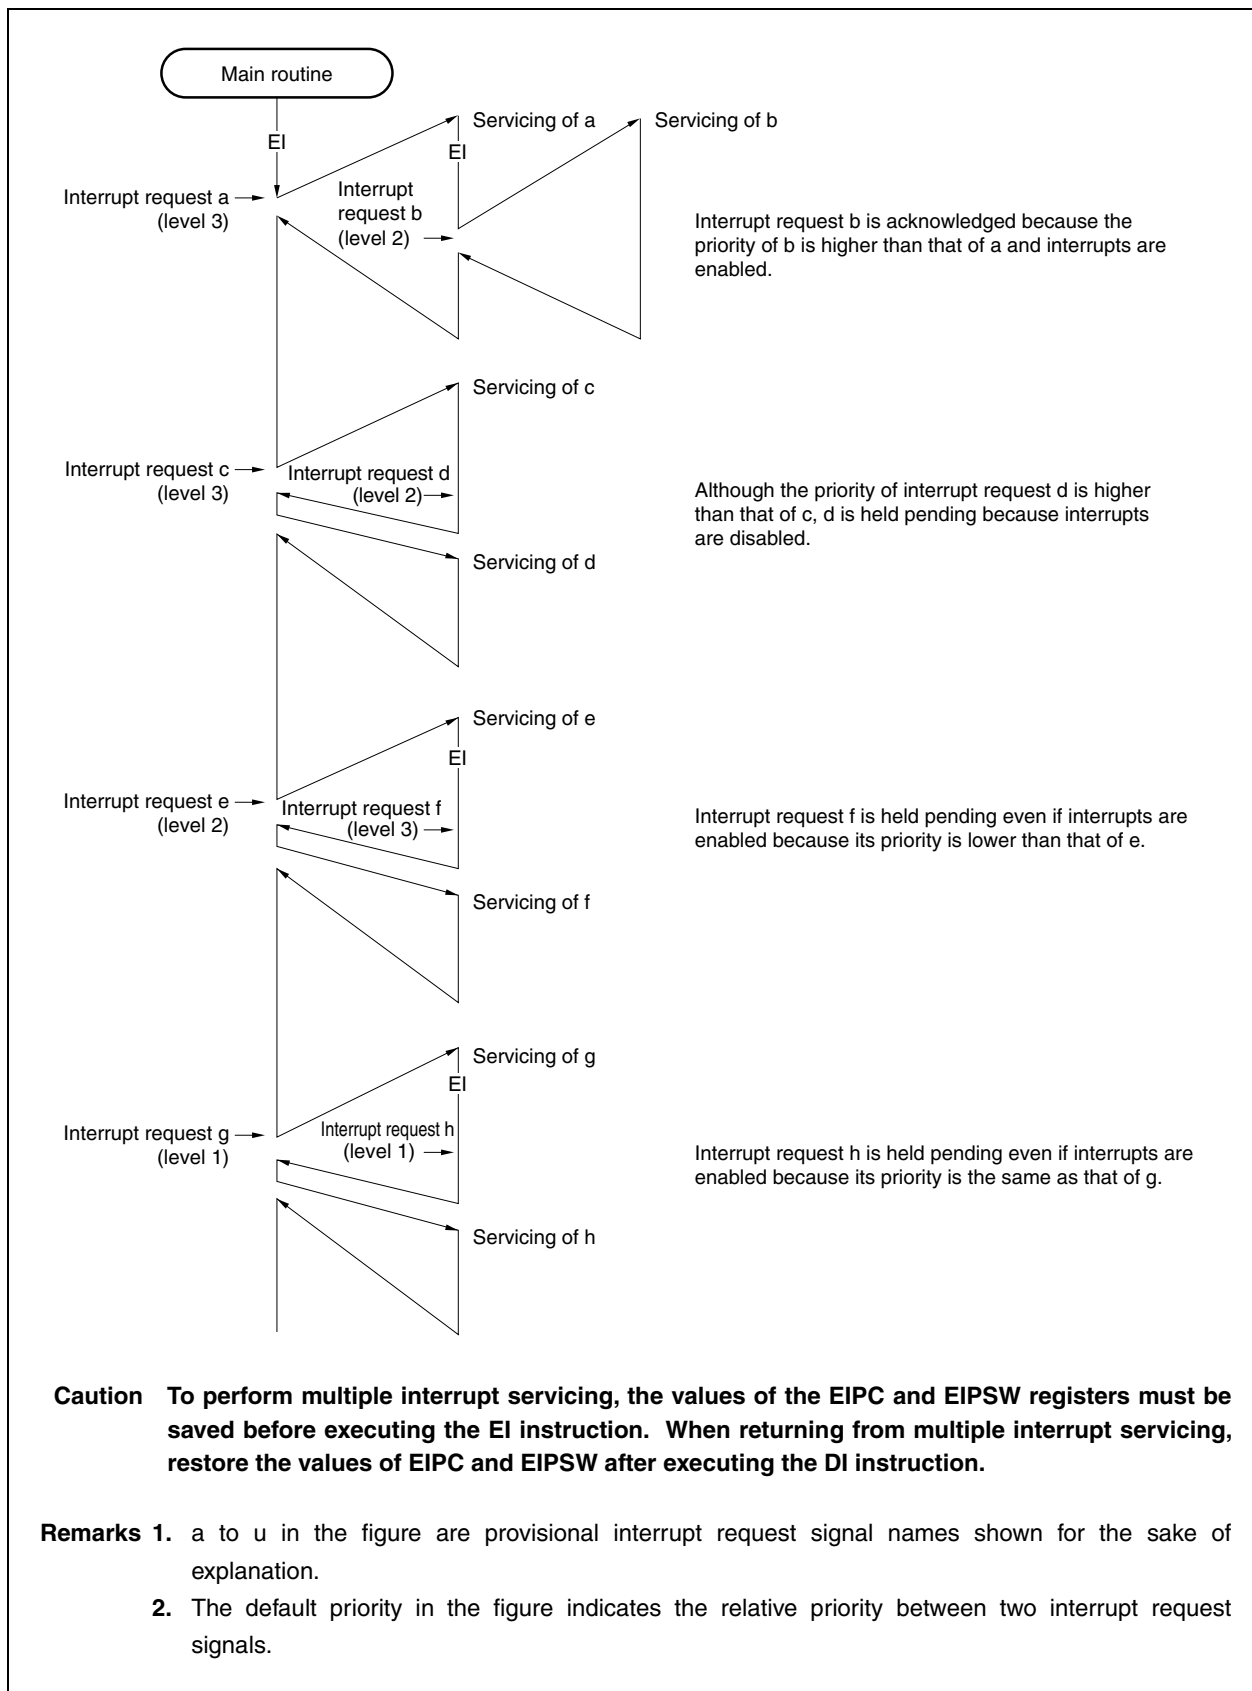 Main routine
EI
Servicing of a
EI
Servicing of b
Interrupt request a
(level 3)
Interrupt
request b
(level 2)
Interrupt request b is acknowledged because the
priority of b is higher than that of a and interrupts are
enabled.
Servicing of c
Interrupt request c
(level 3)
Interrupt request d
(level 2)
Although the priority of interrupt request d is higher
than that of c, d is held pending because interrupts
are disabled.
Servicing of d
Servicing of e
EI
Interrupt request e
(level 2)
Interrupt request f
(level 3)
Interrupt request f is held pending even if interrupts are
enabled because its priority is lower than that of e.
Servicing of f
Servicing of g
EI
Interrupt request g
(level 1)
Interrupt request h
(level 1)
Interrupt request h is held pending even if interrupts are
enabled because its priority is the same as that of g.
Servicing of h
Caution To perform multiple interrupt servicing, the values of the EIPC and EIPSW registers must be
saved before executing the EI instruction. When returning from multiple interrupt servicing,
restore the values of EIPC and EIPSW after executing the DI instruction.
Remarks 1. a to u in the figure are provisional interrupt request signal names shown for the sake of
explanation.
2. The default priority in the figure indicates the relative priority between two interrupt request
signals.